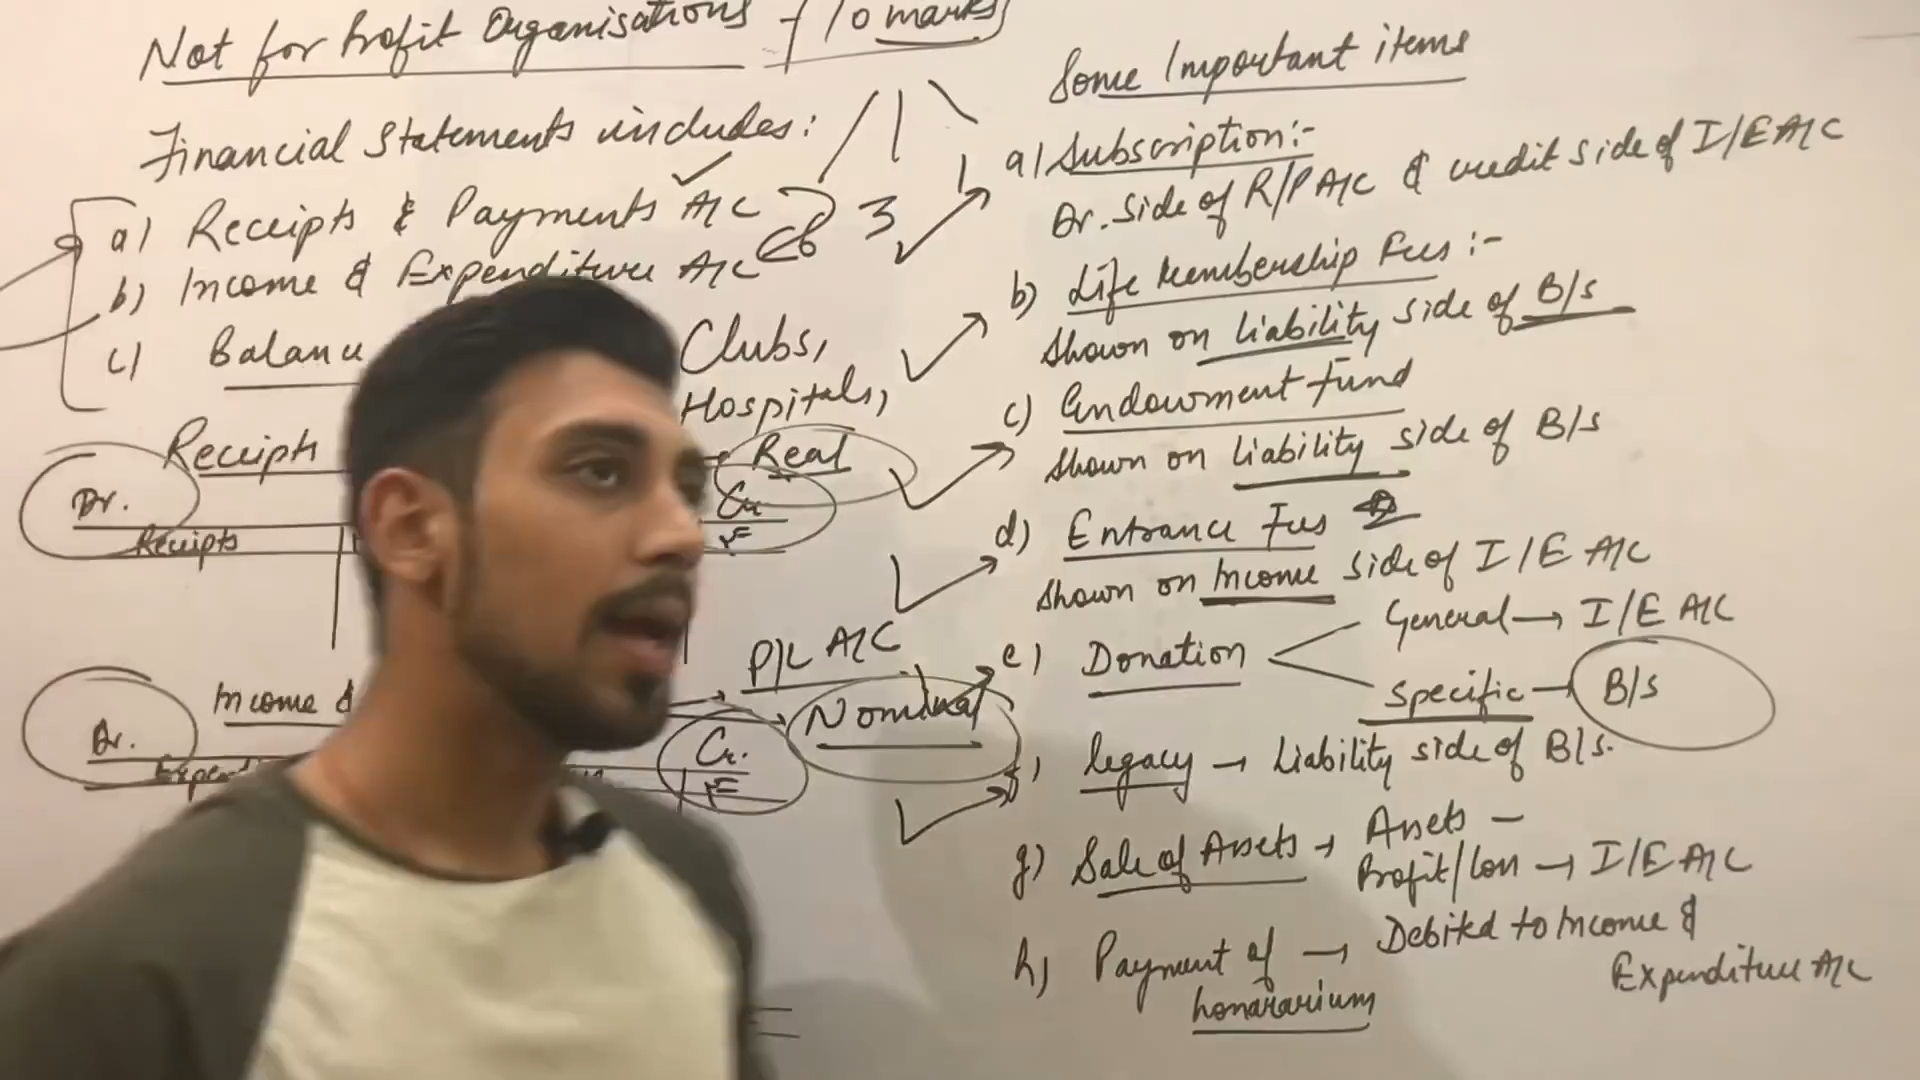 Not for Profit Organisations - 10 marks
Financial Statements includes:
a) Receipts & Payments A/C
b) Income & Expenditure A/C
c) Balance
3
Clubs,
Hospitals,
Receipts
Real
Dr.
Cr.
Receipts
P/L A/C
Income &
Nominal
Dr.
Cr.
Some Important items
a) Subscription:-
Dr. Side of R/P A/C & credit side of I/E A/C
b) Life Membership Fees :-
Shown on liability side of B/s
c) Endowment Fund
Shown on liability side of B/s
d) Entrance Fees
Shown on Income side of I/E A/C
e) Donation
General → I/E A/C
Specific → B/s
f) Legacy → Liability side of B/s.
g) Sale of Assets → Assets -
Profit/Loss → I/E A/C
h) Payment of → Debited to Income &
honararium
Expenditure A/C